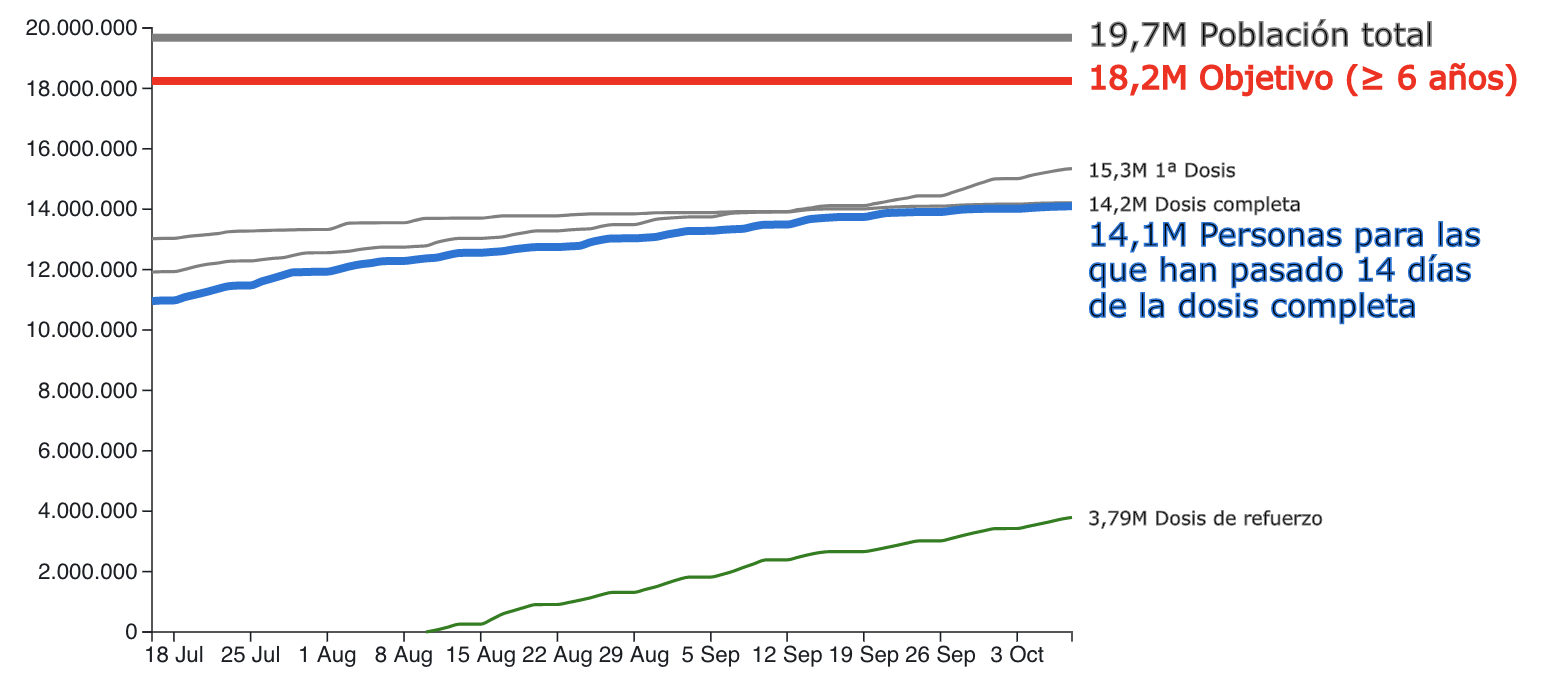 20.000.000
18.000.000
16.000.000
14.000.000
12.000.000
10.000.000
8.000.000
6.000.000
4.000.000
2.000.000
0
18 Jul
25 Jul
1 Aug
8 Aug
15 Aug
22 Aug
29 Aug
5 Sep
12 Sep
19 Sep
26 Sep
3 Oct
19,7M Población total
18,2M Objetivo (≥ 6 años)
15,3M 1ª Dosis
14,2M Dosis completa
14,1M Personas para las
que han pasado 14 días
de la dosis completa
3,79M Dosis de refuerzo